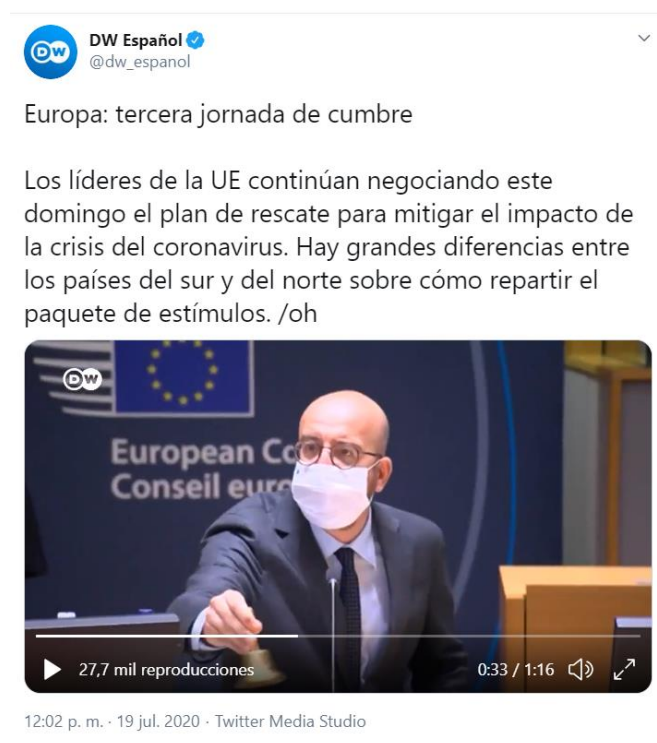 DW Español
@dw_espanol
Europa: tercera jornada de cumbre
Los líderes de la UE continúan negociando este
domingo el plan de rescate para mitigar el impacto de
la crisis del coronavirus. Hay grandes diferencias entre
los países del sur y del norte sobre cómo repartir el
paquete de estímulos. /oh
DW
European Co
Conseil euro
27,7 mil reproducciones
0:33 / 1:16
12:02 p. m. · 19 jul. 2020 · Twitter Media Studio